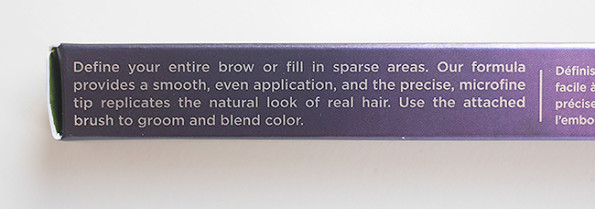 Define your entire brow or fill in sparse areas. Our formula
provides a smooth, even application, and the precise, microfine
tip replicates the natural look of real hair. Use the attached
brush to groom and blend color.
Définis
facile à
précise
l'embo